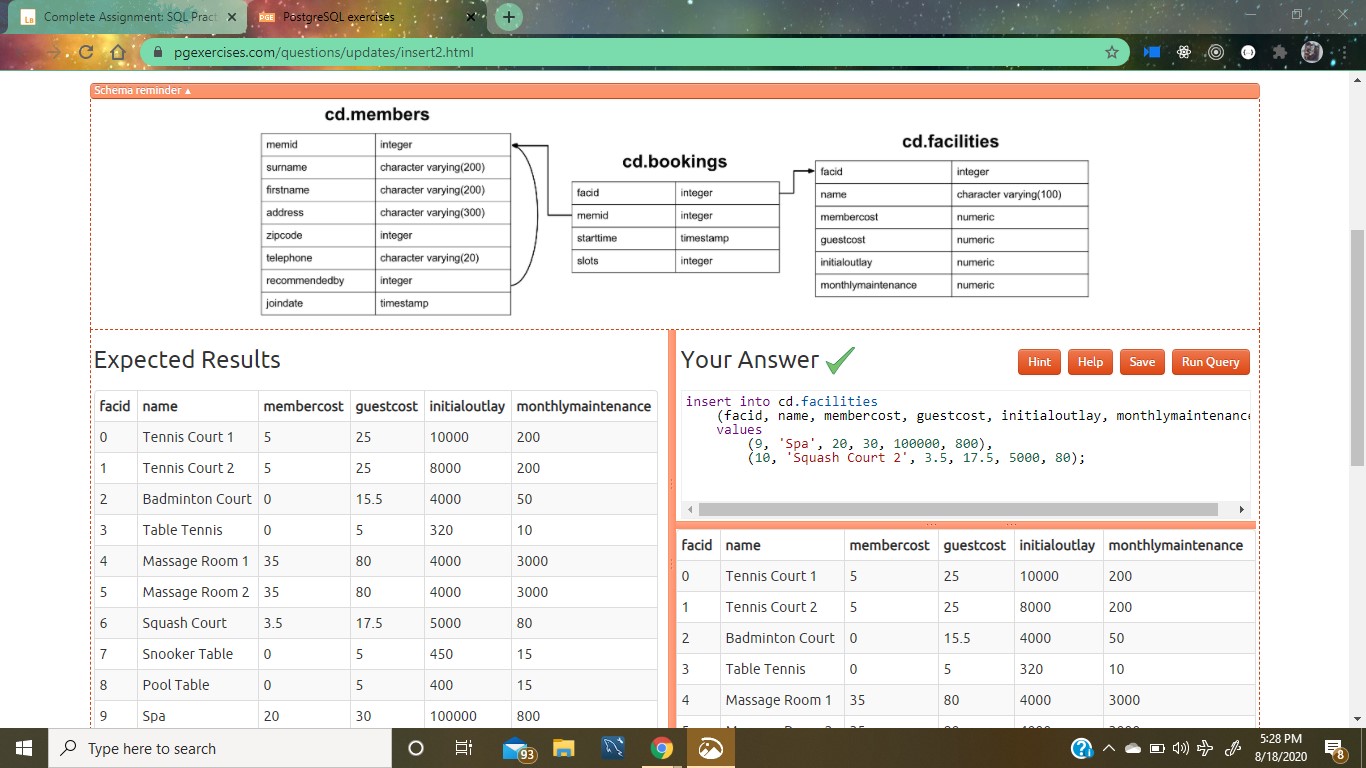 Complete Assignment: SQL Pract
PostgreSQL exercises
pgexercises.com/questions/updates/insert2.html
Schema reminder ▲
cd.members
memid integer
surname character varying(200)
firstname character varying(200)
address character varying(300)
zipcode integer
telephone character varying(20)
recommendedby integer
joindate timestamp
cd.bookings
facid integer
memid integer
starttime timestamp
slots integer
cd.facilities
facid integer
name character varying(100)
membercost numeric
guestcost numeric
initialoutlay numeric
monthlymaintenance numeric
Expected Results
facid name membercost guestcost initialoutlay monthlymaintenance
0 Tennis Court 1 5 25 10000 200
1 Tennis Court 2 5 25 8000 200
2 Badminton Court 0 15.5 4000 50
3 Table Tennis 0 5 320 10
4 Massage Room 1 35 80 4000 3000
5 Massage Room 2 35 80 4000 3000
6 Squash Court 3.5 17.5 5000 80
7 Snooker Table 0 5 450 15
8 Pool Table 0 5 400 15
9 Spa 20 30 100000 800
Your Answer
Hint Help Save Run Query
insert into cd.facilities
(facid, name, membercost, guestcost, initialoutlay, monthlymaintenanc
values
(9, 'Spa', 20, 30, 100000, 800),
(10, 'Squash Court 2', 3.5, 17.5, 5000, 80);
facid name membercost guestcost initialoutlay monthlymaintenance
0 Tennis Court 1 5 25 10000 200
1 Tennis Court 2 5 25 8000 200
2 Badminton Court 0 15.5 4000 50
3 Table Tennis 0 5 320 10
4 Massage Room 1 35 80 4000 3000
Type here to search
93
5:28 PM
8/18/2020
8